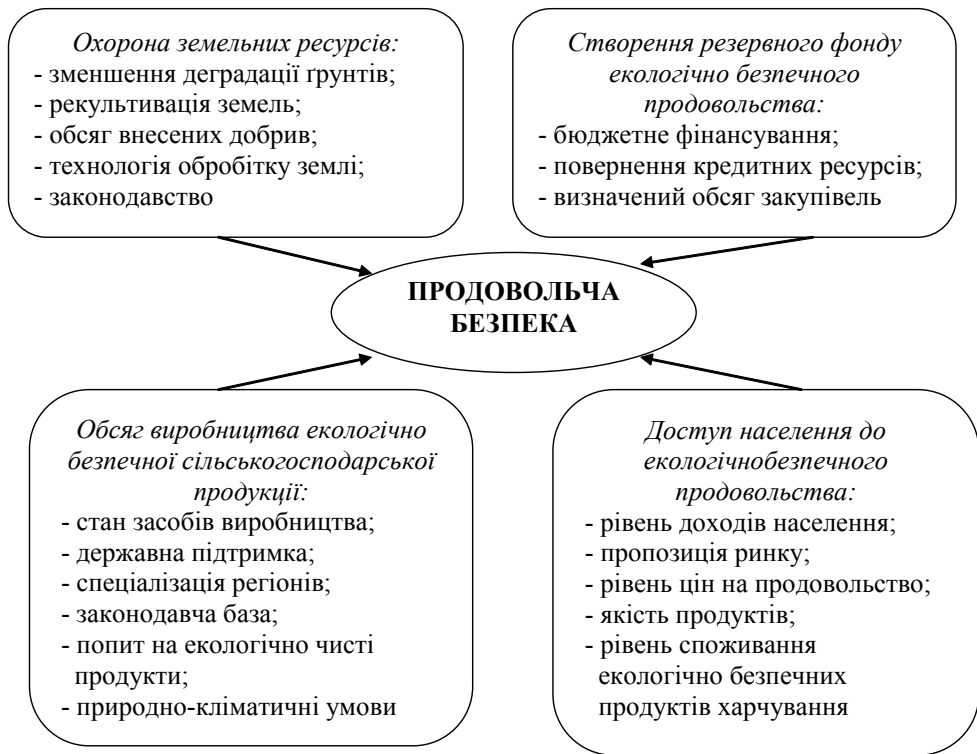 Охорона земельних ресурсів:
- зменшення деградації ґрунтів;
- рекультивація земель;
- обсяг внесених добрив;
- технологія обробітку землі;
- законодавство
Створення резервного фонду
екологічно безпечного
продовольства:
- бюджетне фінансування;
- повернення кредитних ресурсів;
- визначений обсяг закупівель
ПРОДОВОЛЬЧА
БЕЗПЕКА
Обсяг виробництва екологічно
безпечної сільськогосподарської
продукції:
- стан засобів виробництва;
- державна підтримка;
- спеціалізація регіонів;
- законодавча база;
- попит на екологічно чисті
продукти;
- природно-кліматичні умови
Доступ населення до
екологічнобезпечного
продовольства:
- рівень доходів населення;
- пропозиція ринку;
- рівень цін на продовольство;
- якість продуктів;
- рівень споживання
екологічно безпечних
продуктів харчування